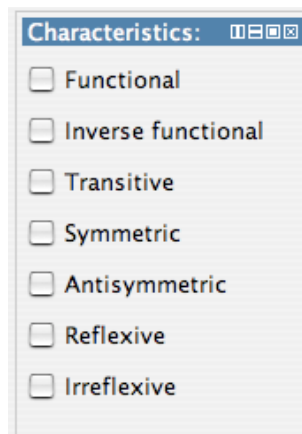 Characteristics:
Functional
Inverse functional
Transitive
Symmetric
Antisymmetric
Reflexive
Irreflexive